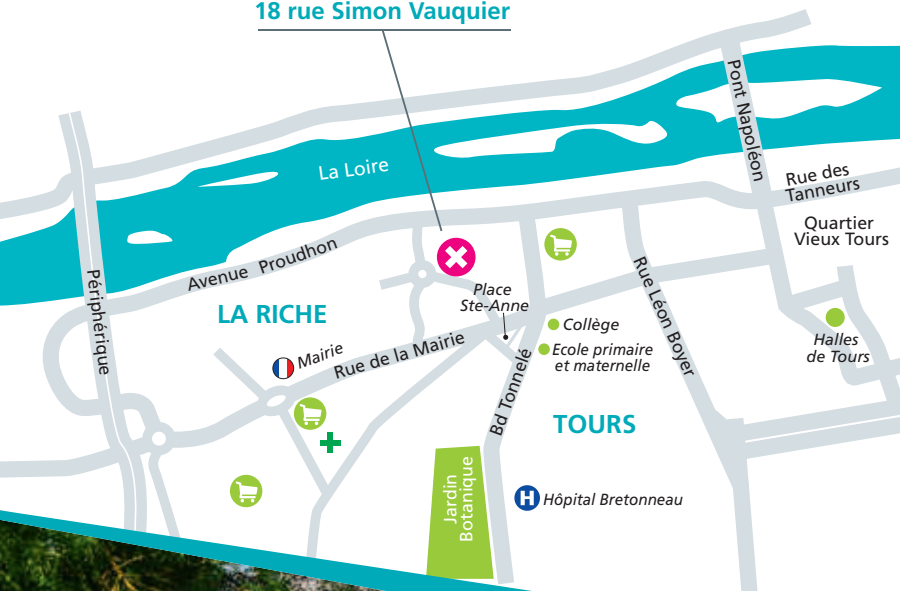 18 rue Simon Vauquier
Pont Napoléon
La Loire
Rue des
Tanneurs
Quartier
Vieux Tours
Avenue Proudhon
Périphérique
LA RICHE
Place
Ste-Anne
Rue Léon Boyer
Collège
Halles
de Tours
Mairie
Rue de la Mairie
Ecole primaire
et maternelle
Bd Tonnelé
TOURS
Jardin
Botanique
H
Hôpital Bretonneau